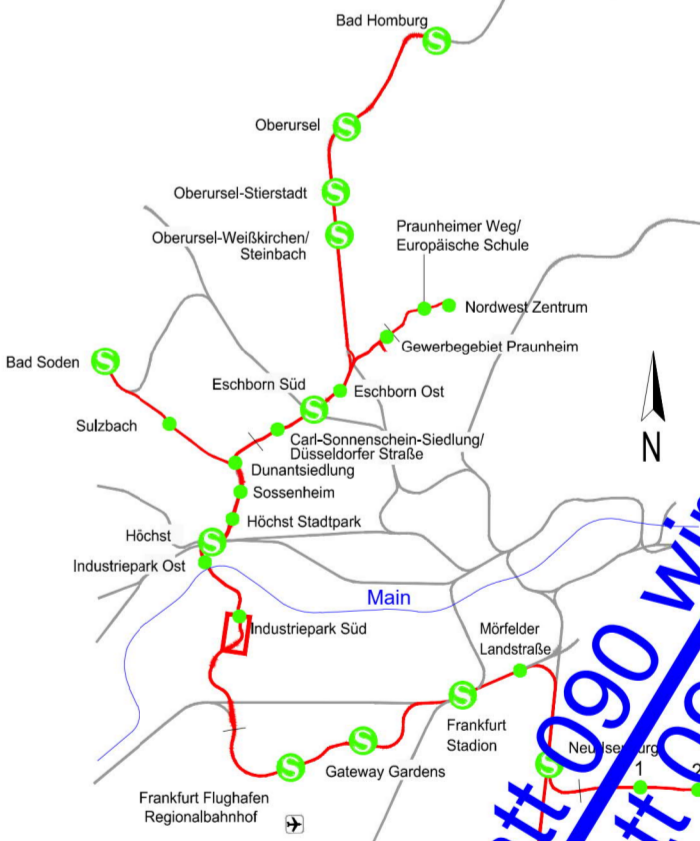 Bad Homburg
S
Oberursel
S
Oberursel-Stierstadt
S
Oberursel-Weißkirchen/
Steinbach
S
Praunheimer Weg/
Europäische Schule
Nordwest Zentrum
Gewerbegebiet Praunheim
Bad Soden
S
Eschborn Süd
S
Eschborn Ost
Sulzbach
Carl-Sonnenschein-Siedlung/
Düsseldorfer Straße
Dunantsiedlung
Sossenheim
N
Höchst Stadtpark
Höchst
S
Industriepark Ost
Main
Industriepark Süd
Mörfelder
Landstraße
S
Frankfurt
Stadion
S
Gateway Gardens
S
Frankfurt Flughafen
Regionalbahnhof
S
1
2
090